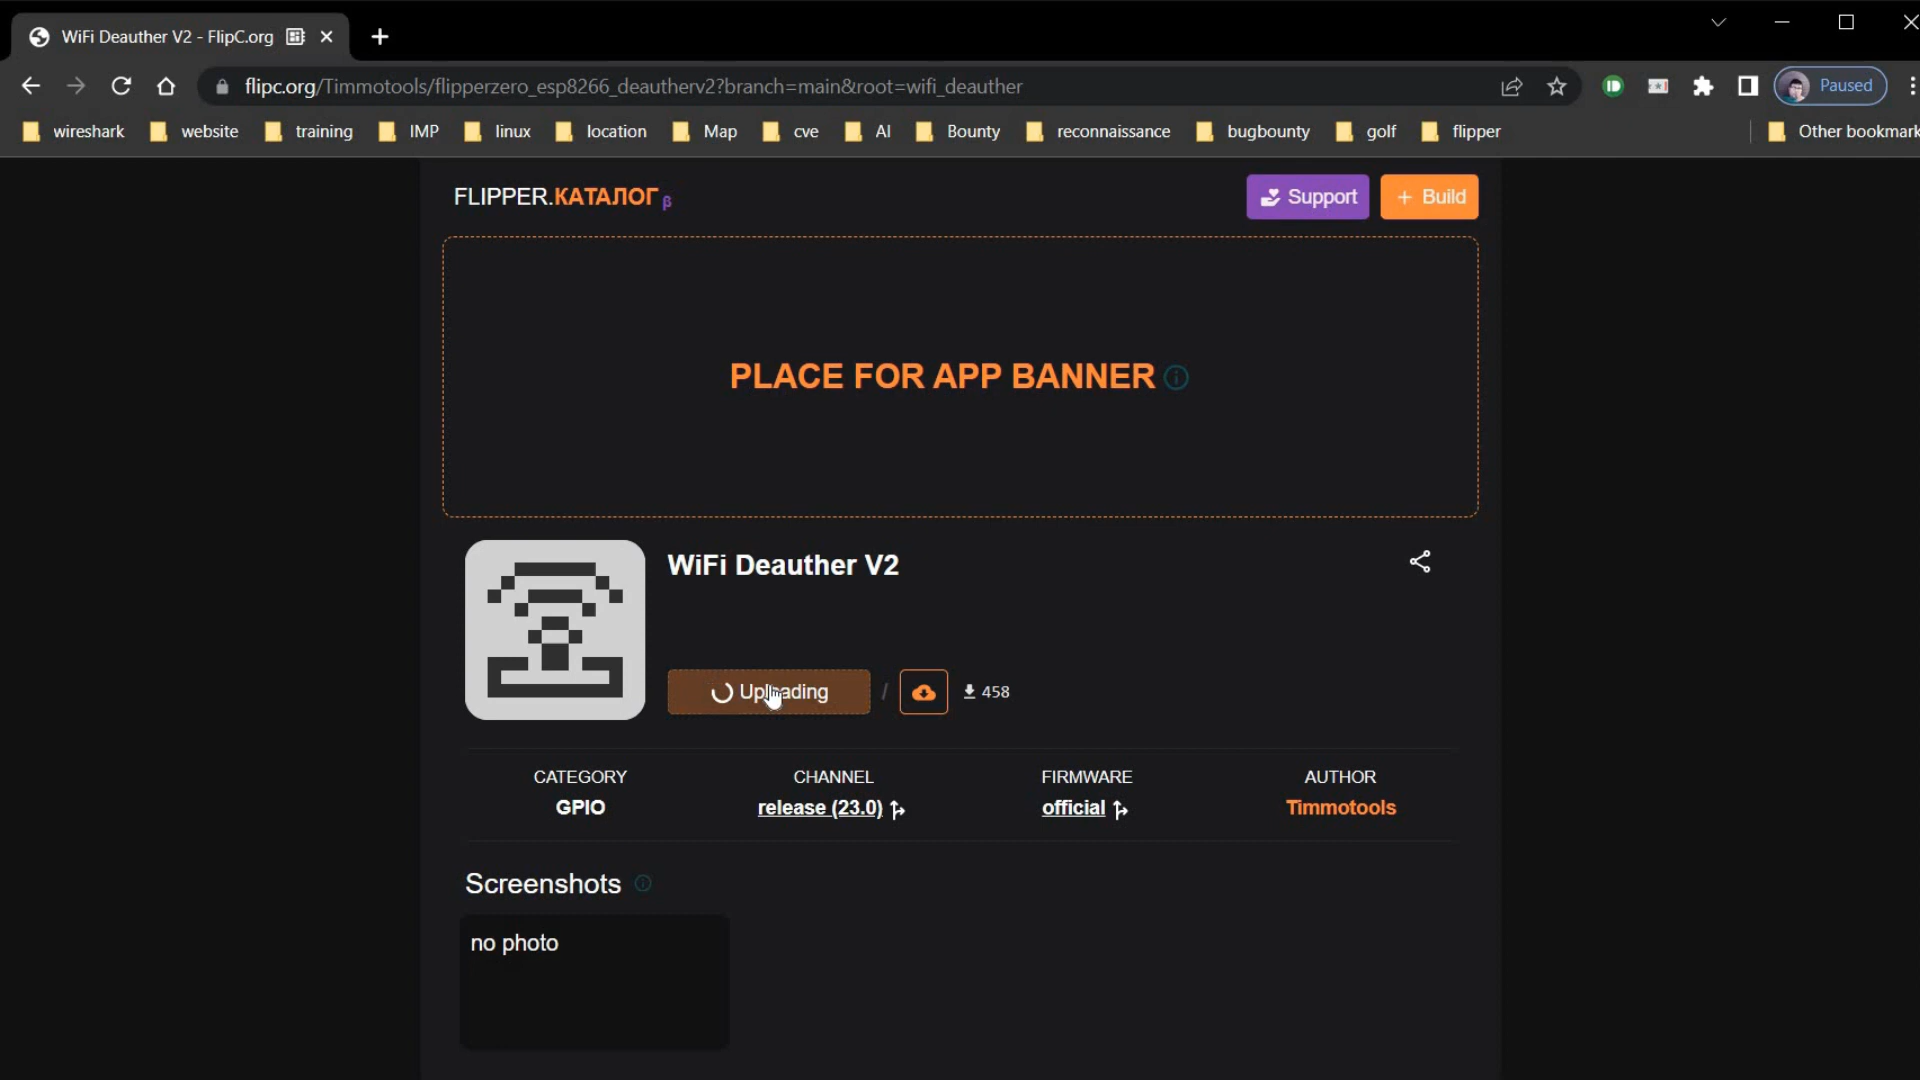 WiFi Deauther V2 - FlipC.org
flipc.org/Timmotools/flipperzero_esp8266_deautherv2?branch=main&root=wifi_deauther
Paused
wireshark website training IMP linux location Map cve AI Bounty reconnaissance bugbounty golf flipper Other bookmark
FLIPPER.КАТАЛОГ β
Support + Build
PLACE FOR APP BANNER
WiFi Deauther V2
Uploading / 458
CATEGORY CHANNEL FIRMWARE AUTHOR
GPIO release (23.0) official Timmotools
Screenshots
no photo